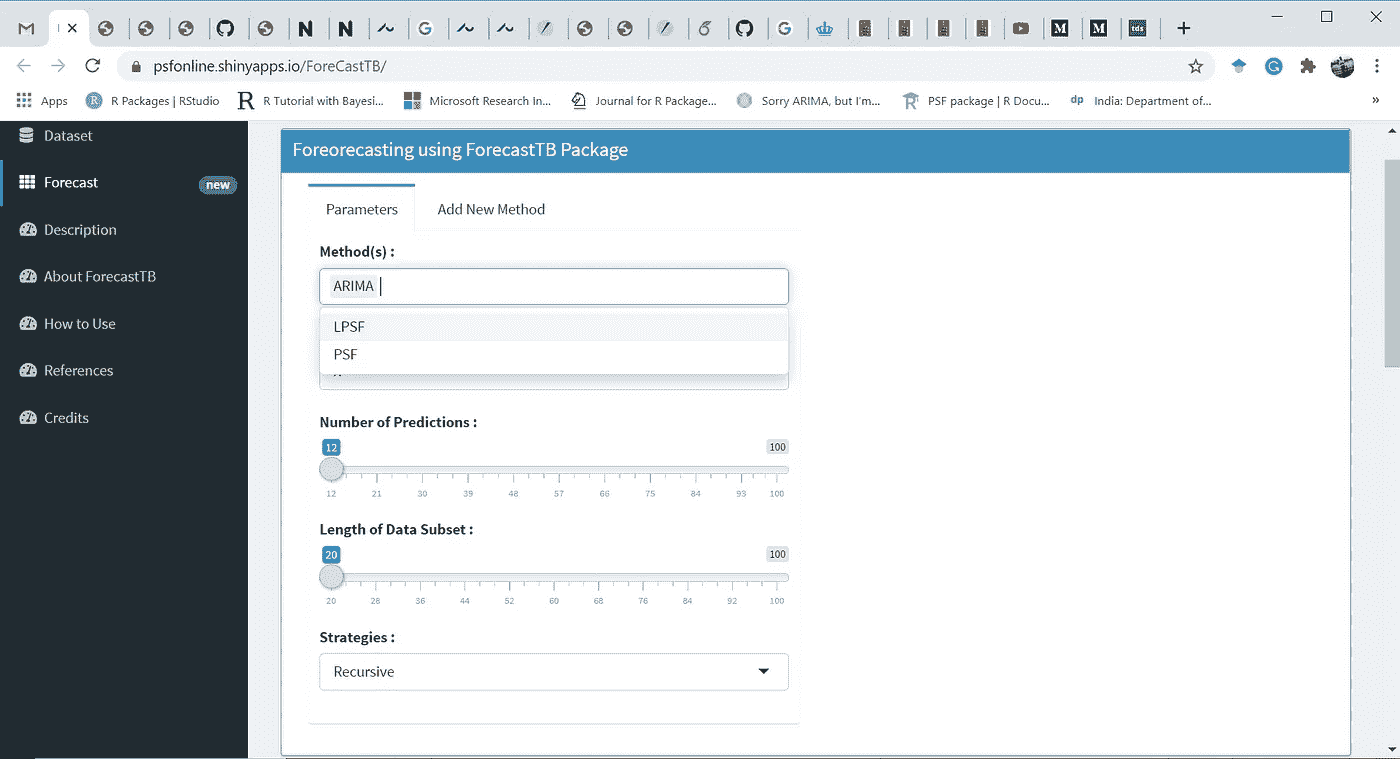 psfonline.shinyapps.io/ForeCastTB/
Apps R Packages | RStudio R Tutorial with Bayesi... Microsoft Research In... Journal for R Package... Sorry ARIMA, but I'm... PSF package | R Docu... dp India: Department of... »
Dataset
Forecast new
Description
About ForecastTB
How to Use
References
Credits
Foreorecasting using ForecastTB Package
Parameters Add New Method
Method(s) :
ARIMA
LPSF
PSF
Number of Predictions :
12 100
12 21 30 39 48 57 66 75 84 93 100
Length of Data Subset :
20 100
20 28 36 44 52 60 68 76 84 92 100
Strategies :
Recursive